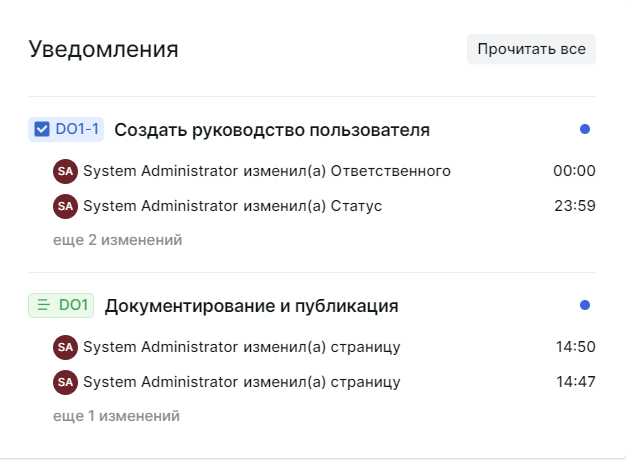 Уведомления
Прочитать все
DO1-1 Создать руководство пользователя
SA System Administrator изменил(а) Ответственного 00:00
SA System Administrator изменил(а) Статус 23:59
еще 2 изменений
DO1 Документирование и публикация
SA System Administrator изменил(а) страницу 14:50
SA System Administrator изменил(а) страницу 14:47
еще 1 изменений